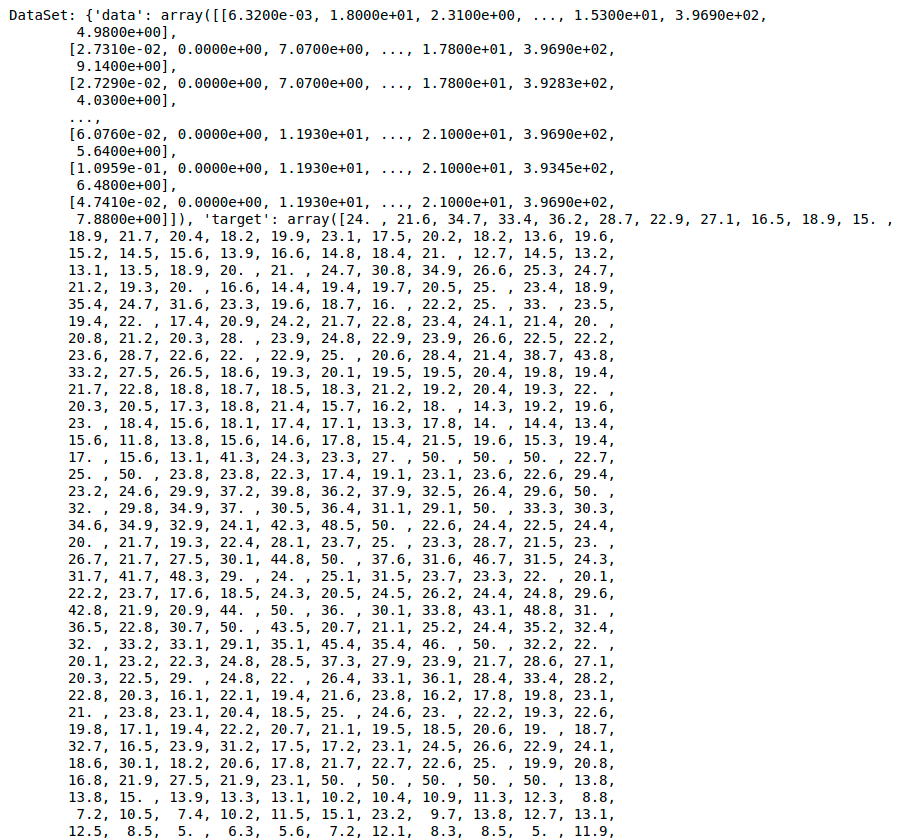 DataSet: {'data': array([[6.3200e-03, 1.8000e+01, 2.3100e+00, ..., 1.5300e+01, 3.9690e+02,
4.9800e+00],
[2.7310e-02, 0.0000e+00, 7.0700e+00, ..., 1.7800e+01, 3.9690e+02,
9.1400e+00],
[2.7290e-02, 0.0000e+00, 7.0700e+00, ..., 1.7800e+01, 3.9283e+02,
4.0300e+00],
...,
[6.0760e-02, 0.0000e+00, 1.1930e+01, ..., 2.1000e+01, 3.9690e+02,
5.6400e+00],
[1.0959e-01, 0.0000e+00, 1.1930e+01, ..., 2.1000e+01, 3.9345e+02,
6.4800e+00],
[4.7410e-02, 0.0000e+00, 1.1930e+01, ..., 2.1000e+01, 3.9690e+02,
7.8800e+00]]), 'target': array([24. , 21.6, 34.7, 33.4, 36.2, 28.7, 22.9, 27.1, 16.5, 18.9, 15. ,
18.9, 21.7, 20.4, 18.2, 19.9, 23.1, 17.5, 20.2, 18.2, 13.6, 19.6,
15.2, 14.5, 15.6, 13.9, 16.6, 14.8, 18.4, 21. , 12.7, 14.5, 13.2,
13.1, 13.5, 18.9, 20. , 21. , 24.7, 30.8, 34.9, 26.6, 25.3, 24.7,
21.2, 19.3, 20. , 16.6, 14.4, 19.4, 19.7, 20.5, 25. , 23.4, 18.9,
35.4, 24.7, 31.6, 23.3, 19.6, 18.7, 16. , 22.2, 25. , 33. , 23.5,
19.4, 22. , 17.4, 20.9, 24.2, 21.7, 22.8, 23.4, 24.1, 21.4, 20. ,
20.8, 21.2, 20.3, 28. , 23.9, 24.8, 22.9, 23.9, 26.6, 22.5, 22.2,
23.6, 28.7, 22.6, 22. , 22.9, 25. , 20.6, 28.4, 21.4, 38.7, 43.8,
33.2, 27.5, 26.5, 18.6, 19.3, 20.1, 19.5, 19.5, 20.4, 19.8, 19.4,
21.7, 22.8, 18.8, 18.7, 18.5, 18.3, 21.2, 19.2, 20.4, 19.3, 22. ,
20.3, 20.5, 17.3, 18.8, 21.4, 15.7, 16.2, 18. , 14.3, 19.2, 19.6,
23. , 18.4, 15.6, 18.1, 17.4, 17.1, 13.3, 17.8, 14. , 14.4, 13.4,
15.6, 11.8, 13.8, 15.6, 14.6, 17.8, 15.4, 21.5, 19.6, 15.3, 19.4,
17. , 15.6, 13.1, 41.3, 24.3, 23.3, 27. , 50. , 50. , 50. , 22.7,
25. , 50. , 23.8, 23.8, 22.3, 17.4, 19.1, 23.1, 23.6, 22.6, 29.4,
23.2, 24.6, 29.9, 37.2, 39.8, 36.2, 37.9, 32.5, 26.4, 29.6, 50. ,
32. , 29.8, 34.9, 37. , 30.5, 36.4, 31.1, 29.1, 50. , 33.3, 30.3,
34.6, 34.9, 32.9, 24.1, 42.3, 48.5, 50. , 22.6, 24.4, 22.5, 24.4,
20. , 21.7, 19.3, 22.4, 28.1, 23.7, 25. , 23.3, 28.7, 21.5, 23. ,
26.7, 21.7, 27.5, 30.1, 44.8, 50. , 37.6, 31.6, 46.7, 31.5, 24.3,
31.7, 41.7, 48.3, 29. , 24. , 25.1, 31.5, 23.7, 23.3, 22. , 20.1,
22.2, 23.7, 17.6, 18.5, 24.3, 20.5, 24.5, 26.2, 24.4, 24.8, 29.6,
42.8, 21.9, 20.9, 44. , 50. , 36. , 30.1, 33.8, 43.1, 48.8, 31. ,
36.5, 22.8, 30.7, 50. , 43.5, 20.7, 21.1, 25.2, 24.4, 35.2, 32.4,
32. , 33.2, 33.1, 29.1, 35.1, 45.4, 35.4, 46. , 50. , 32.2, 22. ,
20.1, 23.2, 22.3, 24.8, 28.5, 37.3, 27.9, 23.9, 21.7, 28.6, 27.1,
20.3, 22.5, 29. , 24.8, 22. , 26.4, 33.1, 36.1, 28.4, 33.4, 28.2,
22.8, 20.3, 16.1, 22.1, 19.4, 21.6, 23.8, 16.2, 17.8, 19.8, 23.1,
21. , 23.8, 23.1, 20.4, 18.5, 25. , 24.6, 23. , 22.2, 19.3, 22.6,
19.8, 17.1, 19.4, 22.2, 20.7, 21.1, 19.5, 18.5, 20.6, 19. , 18.7,
32.7, 16.5, 23.9, 31.2, 17.5, 17.2, 23.1, 24.5, 26.6, 22.9, 24.1,
18.6, 30.1, 18.2, 20.6, 17.8, 21.7, 22.7, 22.6, 25. , 19.9, 20.8,
16.8, 21.9, 27.5, 21.9, 23.1, 50. , 50. , 50. , 50. , 50. , 13.8,
13.8, 15. , 13.9, 13.3, 13.1, 10.2, 10.4, 10.9, 11.3, 12.3, 8.8,
7.2, 10.5, 7.4, 10.2, 11.5, 15.1, 23.2, 9.7, 13.8, 12.7, 13.1,
12.5, 8.5, 5. , 6.3, 5.6, 7.2, 12.1, 8.3, 8.5, 5. , 11.9,